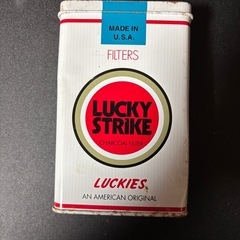 MADE IN
U.S.A.
FILTERS
LUCKY
STRIKE
CHARCOAL FILTER
LUCKIES
AN AMERICAN ORIGINAL